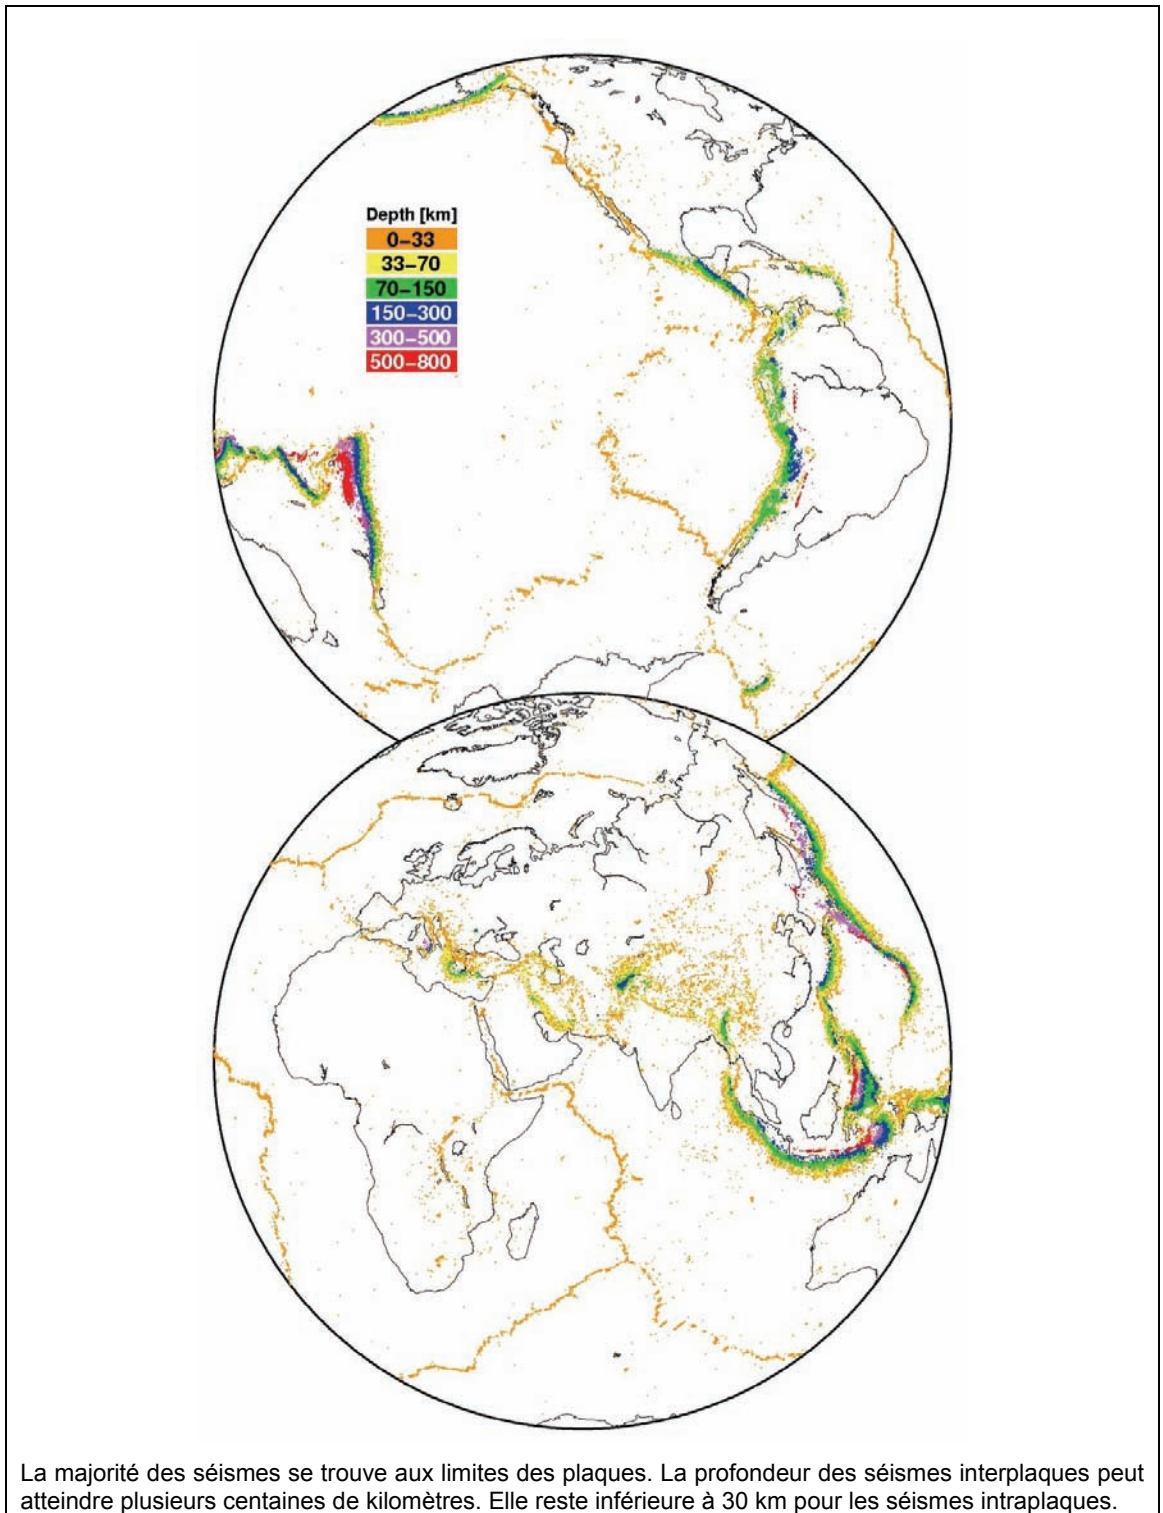 Depth [km]
0–33
33–70
70–150
150–300
300–500
500–800
La majorité des séismes se trouve aux limites des plaques. La profondeur des séismes interplaques peut
atteindre plusieurs centaines de kilomètres. Elle reste inférieure à 30 km pour les séismes intraplaques.